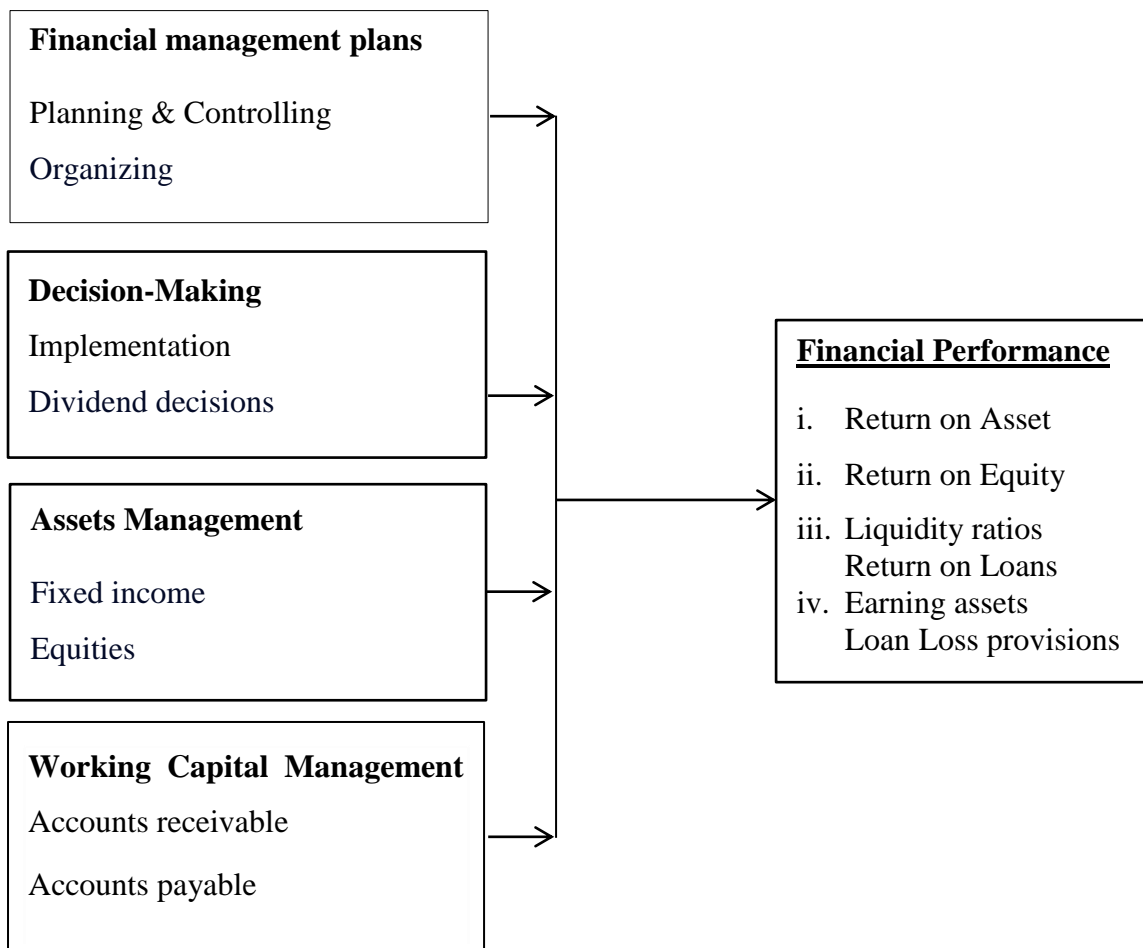 Financial management plans
Planning & Controlling
Organizing
Decision-Making
Implementation
Dividend decisions
Assets Management
Fixed income
Equities
Working Capital Management
Accounts receivable
Accounts payable
Financial Performance
i. Return on Asset
ii. Return on Equity
iii. Liquidity ratios
Return on Loans
iv. Earning assets
Loan Loss provisions